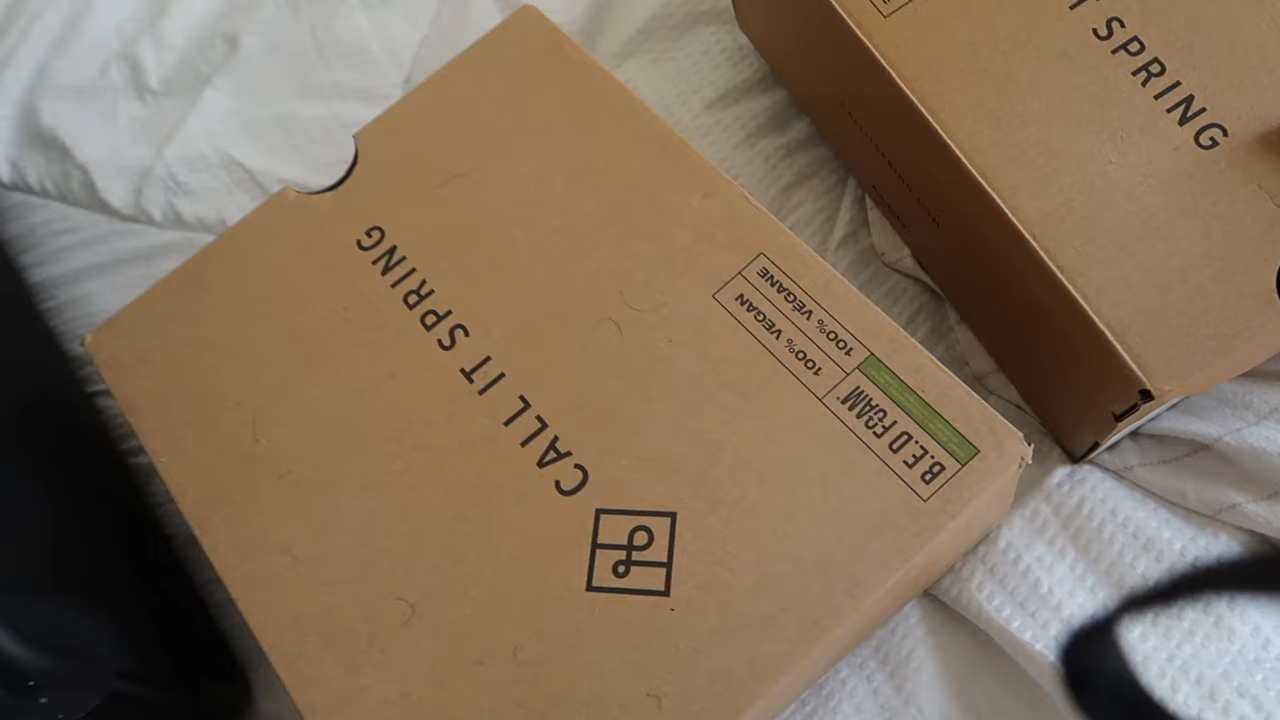 CALL IT SPRING
B.E.D FOAM
100% VEGAN
100% VÉGANE
SPRING